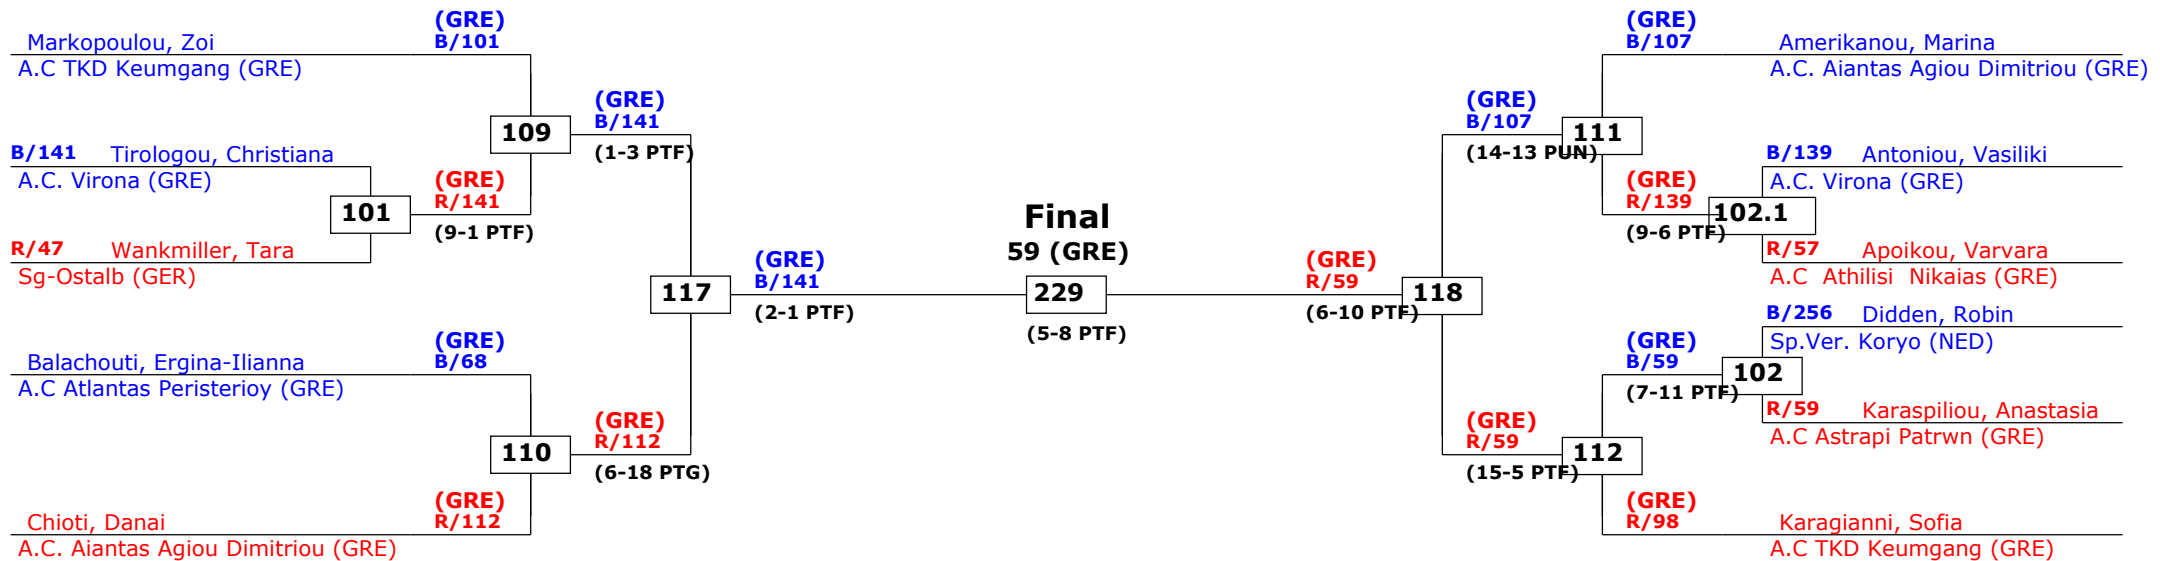 (GRE)
B/101
Markopoulou, Zoi
A.C TKD Keumgang (GRE)
109
(GRE)
B/141
(1-3 PTF)
B/141 Tirologou, Christiana
A.C. Virona (GRE)
101
(GRE)
R/141
(9-1 PTF)
R/47 Wankmiller, Tara
Sg-Ostalb (GER)
117
(GRE)
B/141
(2-1 PTF)
(GRE)
B/68
Balachouti, Ergina-Ilianna
A.C Atlantas Peristerioy (GRE)
110
(GRE)
R/112
(6-18 PTG)
(GRE)
R/112
Chioti, Danai
A.C. Aiantas Agiou Dimitriou (GRE)
Final
59 (GRE)
229
(5-8 PTF)
(GRE)
R/59
(6-10 PTF)
118
(GRE)
B/107
(14-13 PUN)
111
(GRE)
B/107
Amerikanou, Marina
A.C. Aiantas Agiou Dimitriou (GRE)
(GRE)
R/139
(9-6 PTF)
102.1
B/139 Antoniou, Vasiliki
A.C. Virona (GRE)
R/57 Apoikou, Varvara
A.C  Athlisi  Nikaias (GRE)
B/256 Didden, Robin
Sp.Ver. Koryo (NED)
(GRE)
B/59
(7-11 PTF)
102
R/59 Karaspiliou, Anastasia
A.C Astrapi Patrwn (GRE)
(GRE)
R/59
(15-5 PTF)
112
(GRE)
R/98
Karagianni, Sofia
A.C TKD Keumgang (GRE)